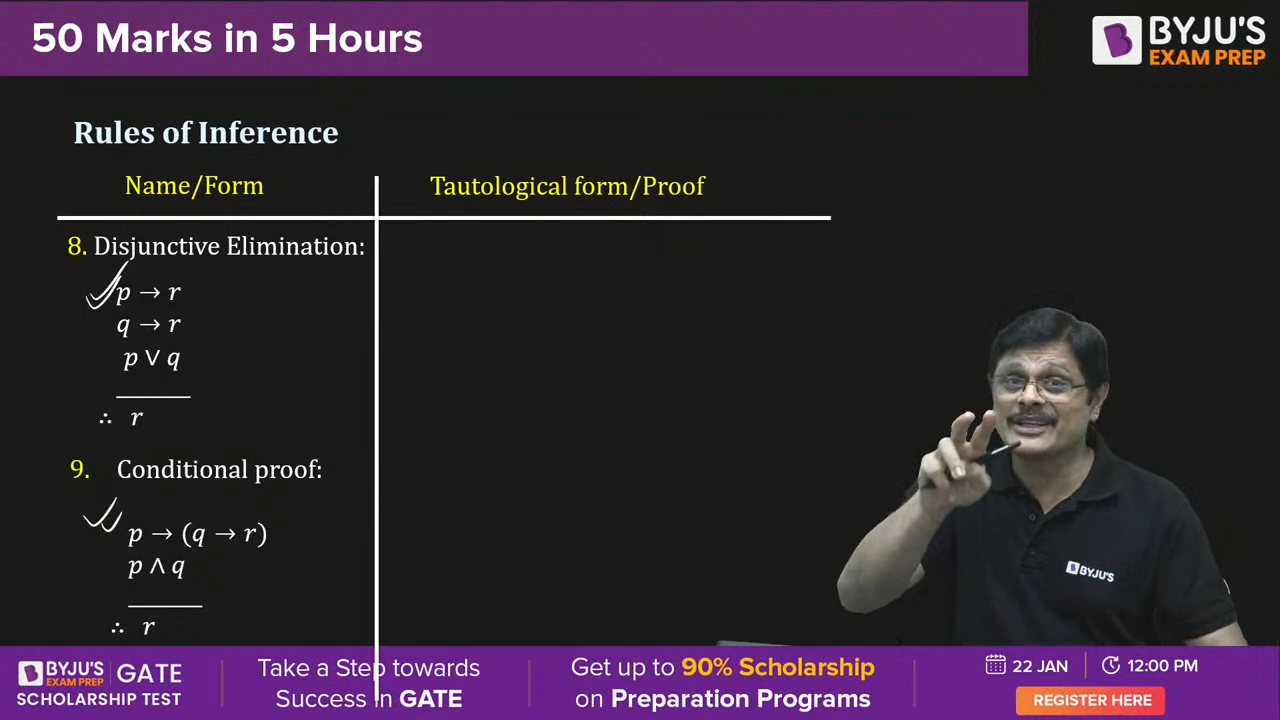 50 Marks in 5 Hours
BYJU'S
EXAM PREP
Rules of Inference
Name/Form
Tautological form/Proof
8. Disjunctive Elimination:
p → r
q → r
p ∨ q
∴ r
9. Conditional proof:
p → (q → r)
p ∧ q
∴ r
BYJU'S
BYJU'S
EXAM PREP
GATE
SCHOLARSHIP TEST
Take a Step towards
Success in GATE
Get up to 90% Scholarship
on Preparation Programs
22 JAN
12:00 PM
REGISTER HERE